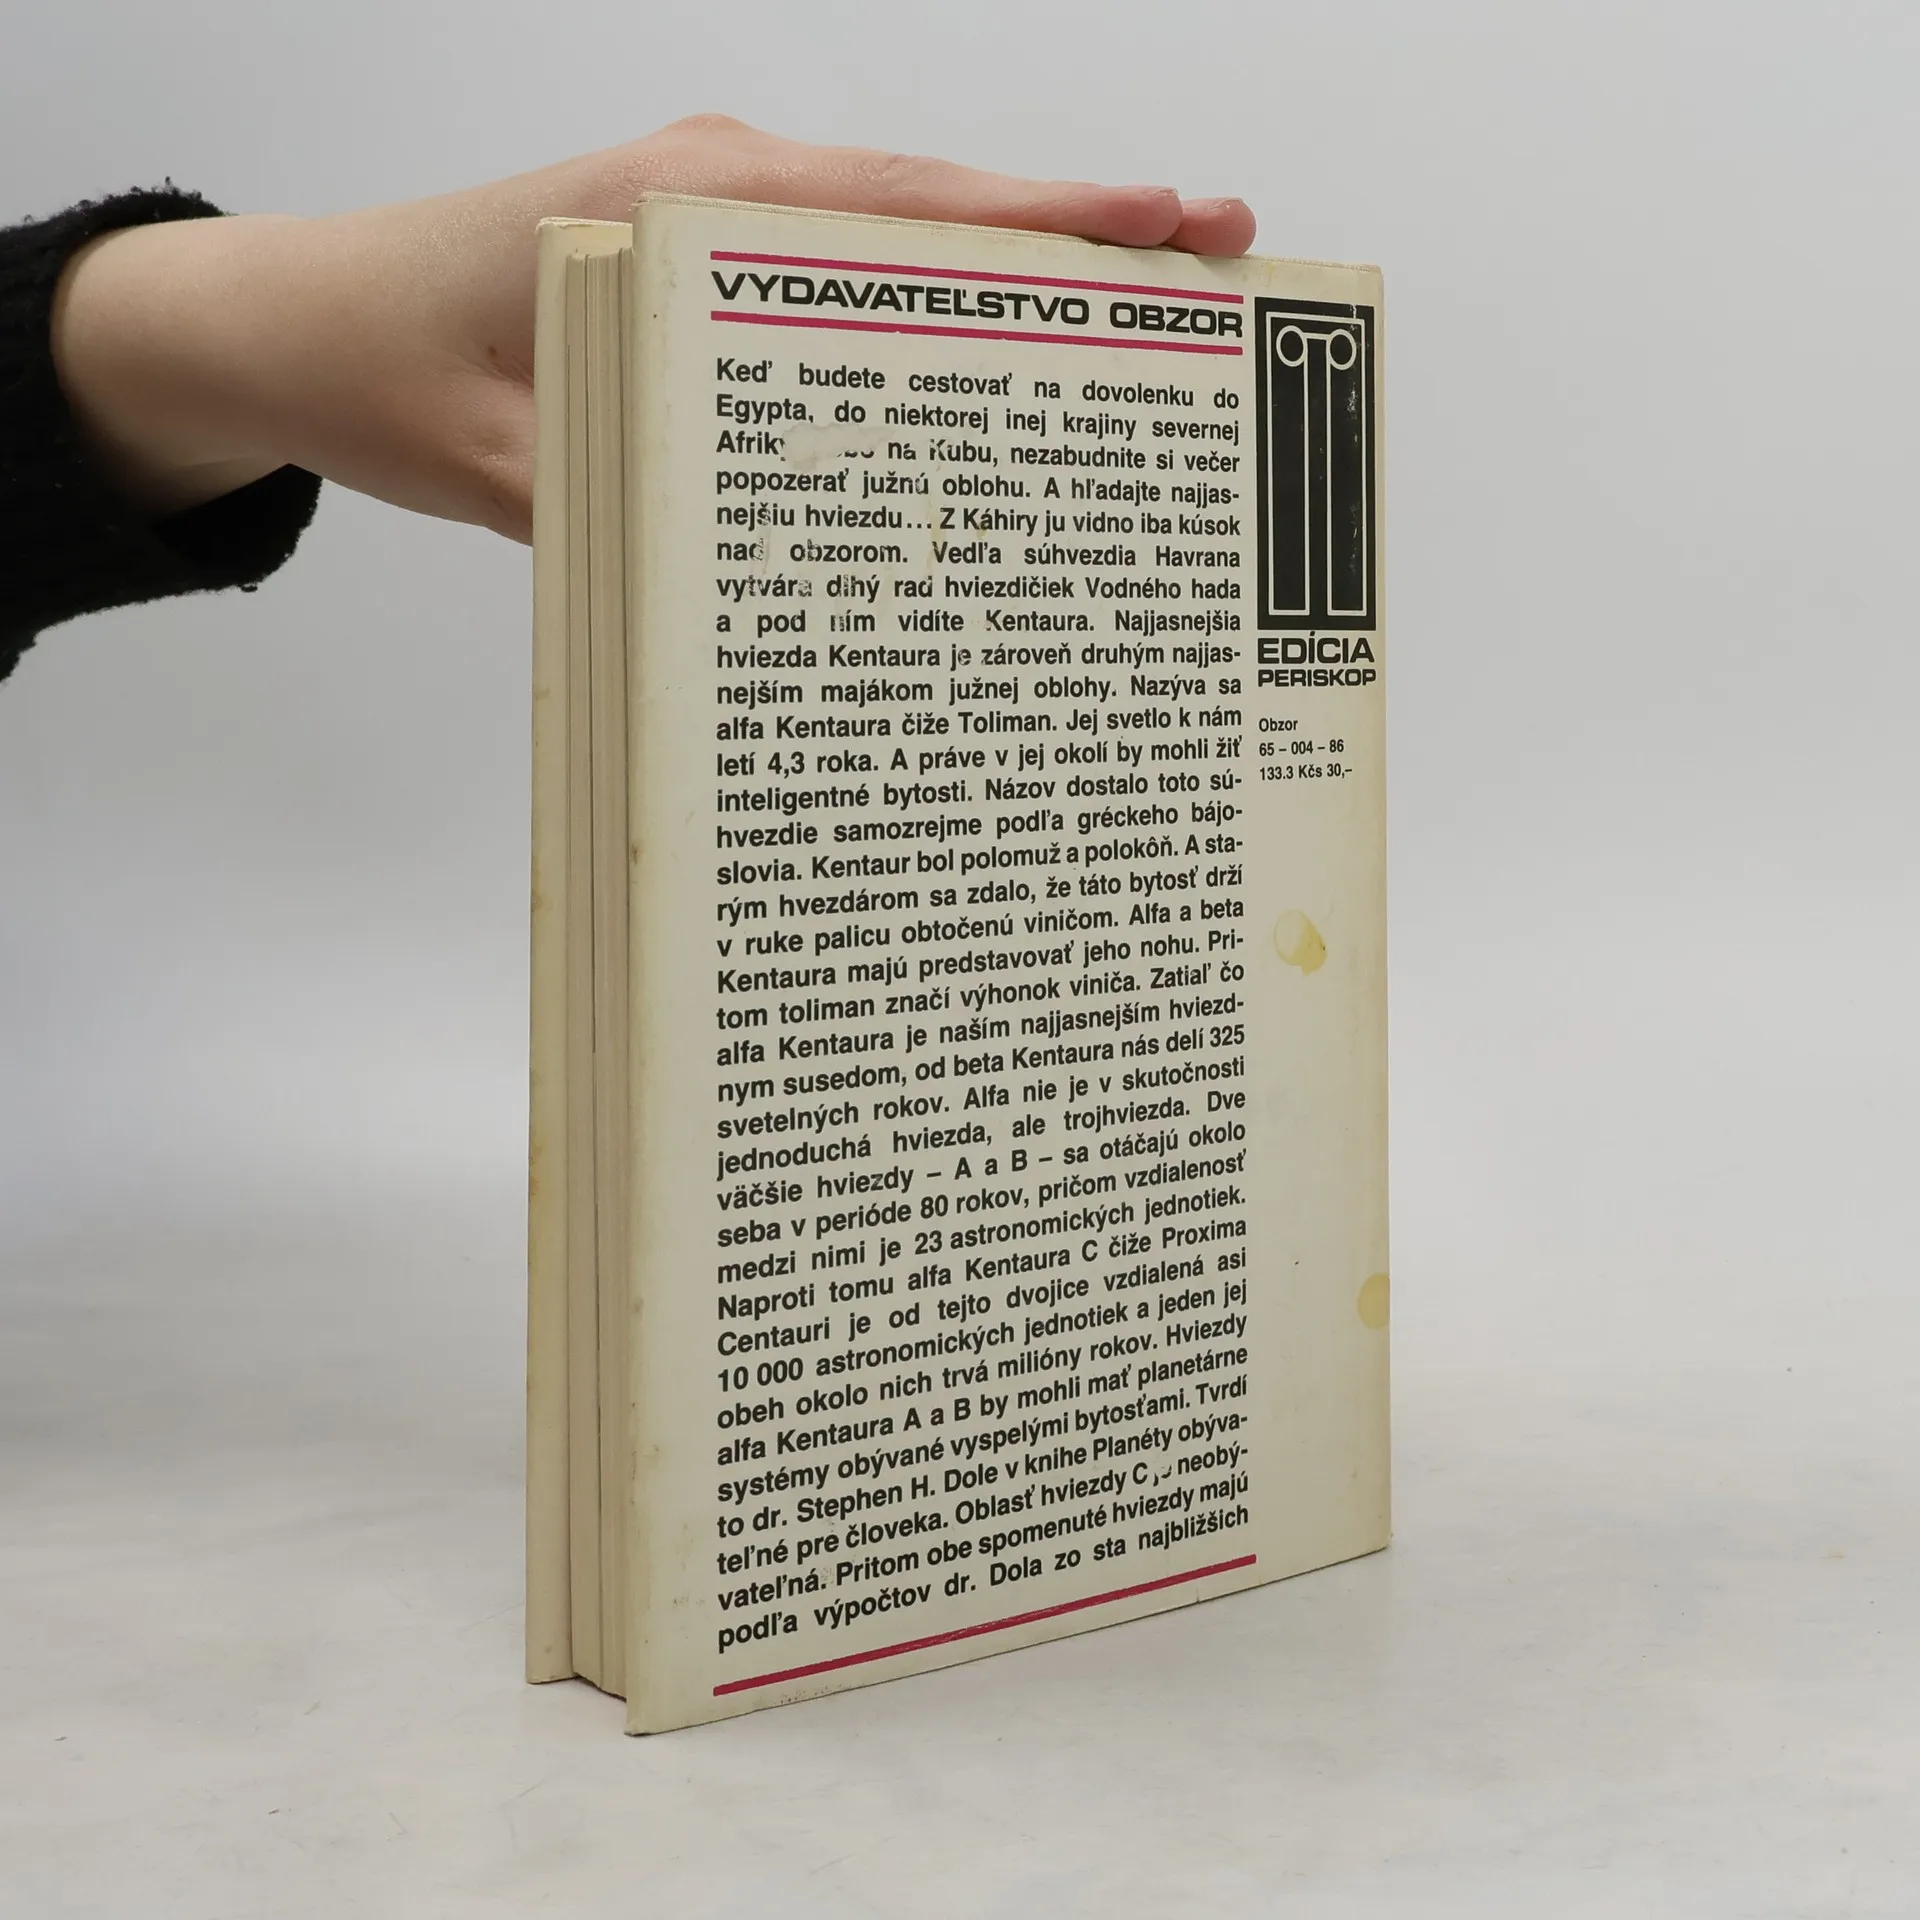 VYDAVATEĽSTVO OBZOR
Keď budete cestovať na dovolenku do
Egypta, do niektorej inej krajiny severnej
na Kubu, nezabudnite si večer
popozerať južnú oblohu. A hľadajte najjas-
nejšiu hviezdu... Z Káhiry ju vidno iba kúsok
nad obzorom. Vedľa súhvezdia Havrana
vytvára dlhý rad hviezdičiek Vodného hada
a pod ním vidíte Kentaura. Najjasnejšia
hviezda Kentaura je zároveň druhým najjas-
nejším majákom južnej oblohy. Nazýva sa
alfa Kentaura čiže Toliman. Jej svetlo k nám
letí 4,3 roka. A práve v jej okolí by mohli žiť
inteligentné bytosti. Názov dostalo toto sú-
hvezdie samozrejme podľa gréckeho bájo-
slovia. Kentaur bol polomuž a polokôň. A sta-
rým hvezdárom sa zdalo, že táto bytosť drží
v ruke palicu obtočenú viničom. Alfa a beta
Kentaura majú predstavovať jeho nohu. Pri-
tom toliman značí výhonok viniča. Zatiaľ čo
alfa Kentaura je naším najjasnejším hviezd-
nym susedom, od beta Kentaura nás delí 325
svetelných rokov. Alfa nie je v skutočnosti
jednoduchá hviezda, ale trojhviezda. Dve
väčšie hviezdy – A a B – sa otáčajú okolo
seba v perióde 80 rokov, pričom vzdialenosť
medzi nimi je 23 astronomických jednotiek.
Naproti tomu alfa Kentaura C čiže Proxima
Centauri je od tejto dvojice vzdialená asi
10 000 astronomických jednotiek a jeden jej
obeh okolo nich trvá milióny rokov. Hviezdy
alfa Kentaura A a B by mohli mať planetárne
systémy obývané vyspelými bytosťami. Tvrdí
to dr. Stephen H. Dole v knihe Planéty obýva-
teľné pre človeka. Oblasť hviezdy C je neobý-
vateľná. Pritom obe spomenuté hviezdy majú
podľa výpočtov dr. Dola zo sta najbližších
EDÍCIA
PERISKOP
Obzor
65 – 004 – 86
133.3 Kčs 30,–